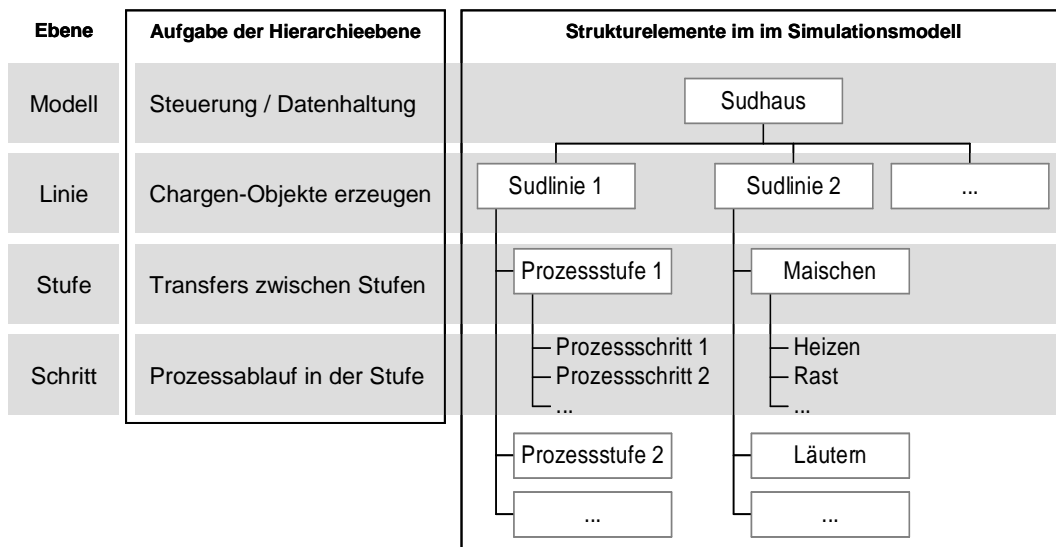 Ebene Aufgabe der Hierarchieebene Strukturelemente im im Simulationsmodell
Modell Steuerung / Datenhaltung Sudhaus
Linie Chargen-Objekte erzeugen Sudlinie 1 Sudlinie 2 ...
Stufe Transfers zwischen Stufen Prozessstufe 1 Maischen
Prozessschritt 1 Heizen
Schritt Prozessablauf in der Stufe Prozessschritt 2 Rast
... ...
Prozessstufe 2 Läutern
... ...